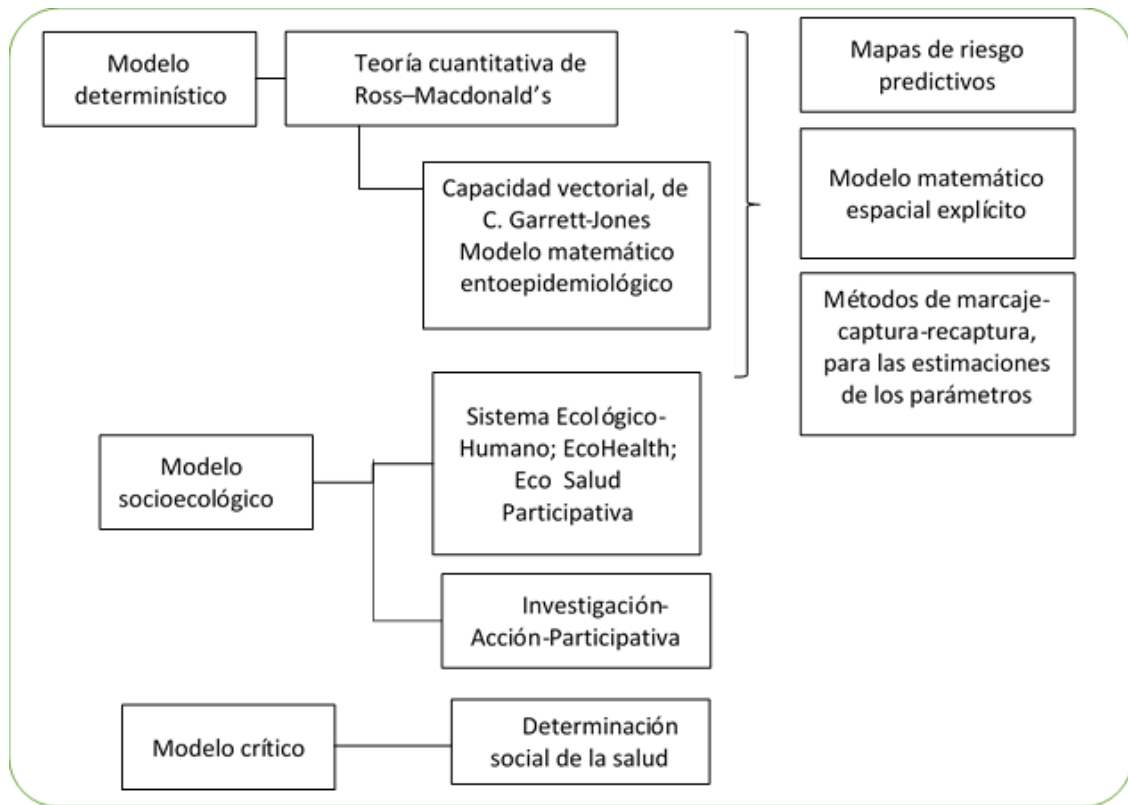 Modelo
determinístico
Teoría cuantitativa de
Ross–Macdonald’s
Capacidad vectorial, de
C. Garrett-Jones
Modelo matemático
entoepidemiológico
Mapas de riesgo
predictivos
Modelo matemático
espacial explícito
Métodos de marcaje-
captura-recaptura,
para las estimaciones
de los parámetros
Modelo
socioecológico
Sistema Ecológico-
Humano; EcoHealth;
Eco Salud
Participativa
Investigación-
Acción-Participativa
Modelo crítico
Determinación
social de la salud